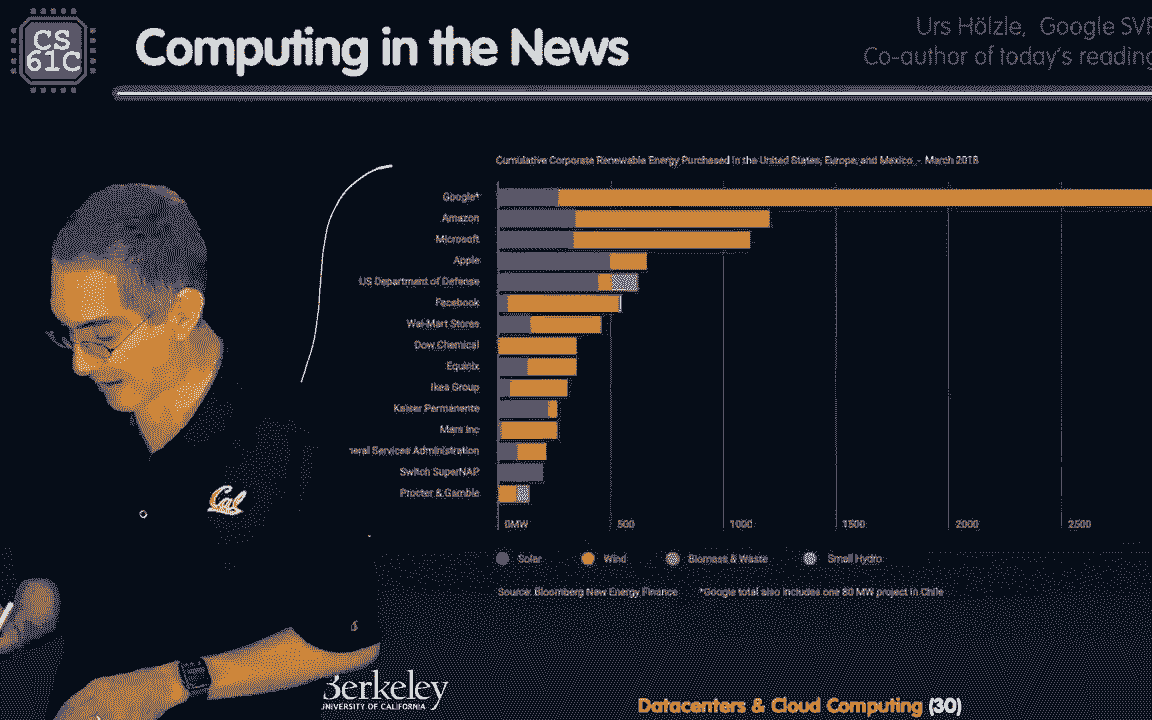 CS
61C
Computing in the News
Urs Hölzle, Google SVP
Co-author of today's reading
Cumulative Corporate Renewable Energy Purchased in the United States, Europe, and Mexico - March 2018
Google*
Amazon
Microsoft
Apple
US Department of Defense
Facebook
Wal-Mart Stores
Dow Chemical
Equinix
Ikea Group
Kaiser Permanente
Mars Inc
neral Services Administration
Switch SuperNAP
Procter & Gamble
0MW 500 1000 1500 2000 2500
Solar Wind Biomass & Waste Small Hydro
Source: Bloomberg New Energy Finance *Google total also includes one 80 MW project in Chile
Cal
Berkeley
UNIVERSITY OF CALIFORNIA
Datacenters & Cloud Computing (30)